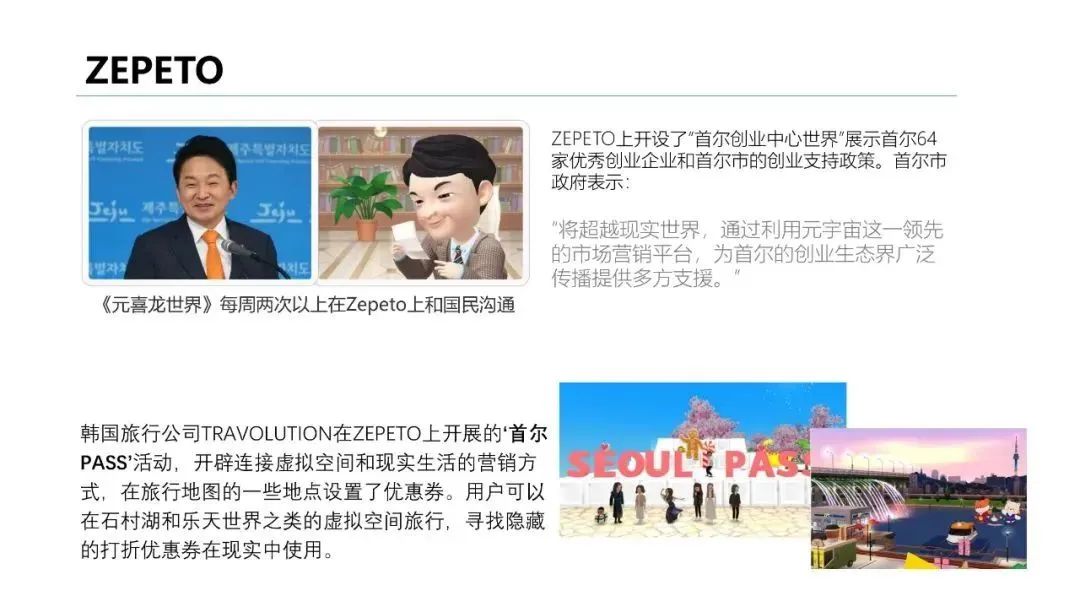 ZEPETO
별자치도
제주특별자치도
Jeju
제주특
Jeju
별자치도
치도
《元喜龙世界》每周两次以上在Zepeto上和国民沟通
ZEPETO上开设了“首尔创业中心世界”展示首尔64
家优秀创业企业和首尔市的创业支持政策。首尔市
政府表示：
“将超越现实世界，通过利用元宇宙这一领先
的市场营销平台，为首尔的创业生态界广泛
传播提供多方支援。”
韩国旅行公司TRAVOLUTION在ZEPETO上开展的‘首尔
PASS’活动，开辟连接虚拟空间和现实生活的营销方
式，在旅行地图的一些地点设置了优惠券。用户可以
在石村湖和乐天世界之类的虚拟空间旅行，寻找隐藏
的打折优惠券在现实中使用。
SEOUL PASS